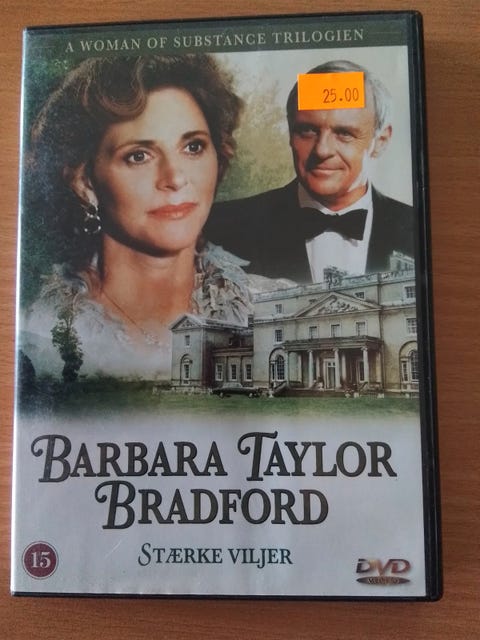 A WOMAN OF SUBSTANCE TRILOGIEN
25.00
BARBARA TAYLOR
BRADFORD
STÆRKE VILJER
15
DVD